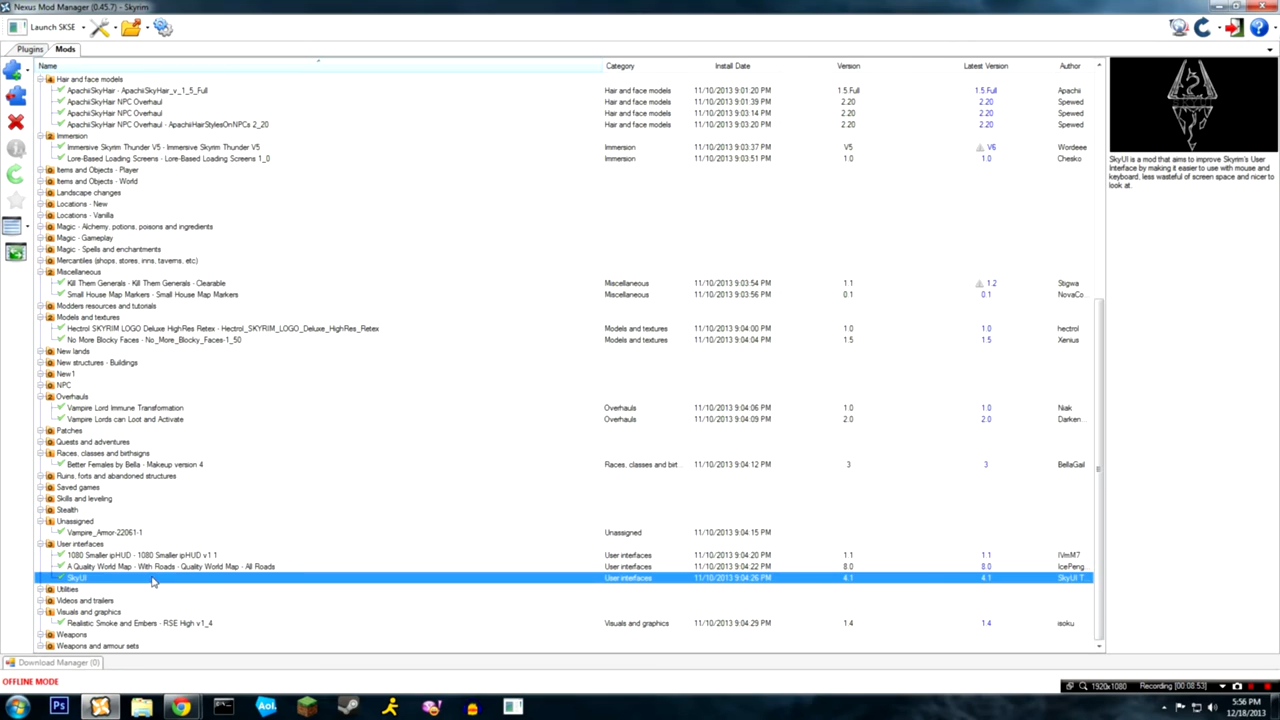 Nexus Mod Manager (0.45.7) - Skyrim
Launch SKSE
Plugins Mods
Name Category Install Date Version Latest Version Author
Hair and face models
ApachiiSkyHair - ApachiiSkyHair_v_1_5_Full Hair and face models 11/10/2013 9:01:20 PM 1.5.Full 1.5.Full Apachii
ApachiiSkyHair NPC Overhaul Hair and face models 11/10/2013 9:01:39 PM 2.20 2.20 Spewed
ApachiiSkyHair NPC Overhaul Hair and face models 11/10/2013 9:03:14 PM 2.20 2.20 Spewed
ApachiiSkyHair NPC Overhaul - ApachiiHairStylesOnNPCs 2_20 Hair and face models 11/10/2013 9:03:20 PM 2.20 2.20 Spewed
Immersion
Immersive Skyrim Thunder V5 - Immersive Skyrim Thunder V5 Immersion 11/10/2013 9:03:37 PM V5 V6 Wordeee
Lore-Based Loading Screens - Lore-Based Loading Screens 1_0 Immersion 11/10/2013 9:03:51 PM 1.0 1.0 Chesko
Items and Objects - Player
Items and Objects - World
Landscape changes
Locations - New
Locations - Vanilla
Magic - Alchemy, potions, poisons and ingredients
Magic - Gameplay
Magic - Spells and enchantments
Mercantiles (shops, stores, inns, taverns, etc)
Miscellaneous
Kill Them Generals - Kill Them Generals - Clearable Miscellaneous 11/10/2013 9:03:54 PM 1.1 1.2 Stigwa
Small House Map Markers - Small House Map Markers Miscellaneous 11/10/2013 9:03:56 PM 0.1 0.1 NovaCo...
Modders resources and tutorials
Models and textures
Hectrol SKYRIM LOGO Deluxe HighRes Retex - Hectrol_SKYRIM_LOGO_Deluxe_HighRes_Retex Models and textures 11/10/2013 9:04:00 PM 1.0 1.0 hectrol
No More Blocky Faces - No_More_Blocky_Faces-1_50 Models and textures 11/10/2013 9:04:04 PM 1.5 1.5 Xenius
New lands
New structures - Buildings
New1
NPC
Overhauls
Vampire Lord Immune Transformation Overhauls 11/10/2013 9:04:06 PM 1.0 1.0 Niak
Vampire Lords can Loot and Activate Overhauls 11/10/2013 9:04:09 PM 2.0 2.0 Darken...
Patches
Quests and adventures
Races, classes and birthsigns
Better Females by Bella - Makeup version 4 Races, classes and birt... 11/10/2013 9:04:12 PM 3 3 BellaGail
Ruins, forts and abandoned structures
Saved games
Skills and leveling
Stealth
Unassigned
Vampire_Armor-22061-1 Unassigned 11/10/2013 9:04:15 PM
User interfaces
1080 Smaller ipHUD - 1080 Smaller ipHUD v1 1 User interfaces 11/10/2013 9:04:20 PM 1.1 1.1 IVmM7
A Quality World Map - With Roads - Quality World Map - All Roads User interfaces 11/10/2013 9:04:22 PM 8.0 8.0 IcePeng...
SkyUI User interfaces 11/10/2013 9:04:26 PM 4.1 4.1 SkyUI T...
Utilities
Videos and trailers
Visuals and graphics
Realistic Smoke and Embers - RSE High v1_4 Visuals and graphics 11/10/2013 9:04:29 PM 1.4 1.4 isoku
Weapons
Weapons and armour sets
SkyUI is a mod that aims to improve Skyrim's User
Interface by making it easier to use with mouse and
keyboard, less wasteful of screen space and nicer to
look at.
Download Manager (0)
OFFLINE MODE
1920x1080 Recording [00:08:53]
Ps Aol.
5:56 PM
12/18/2013